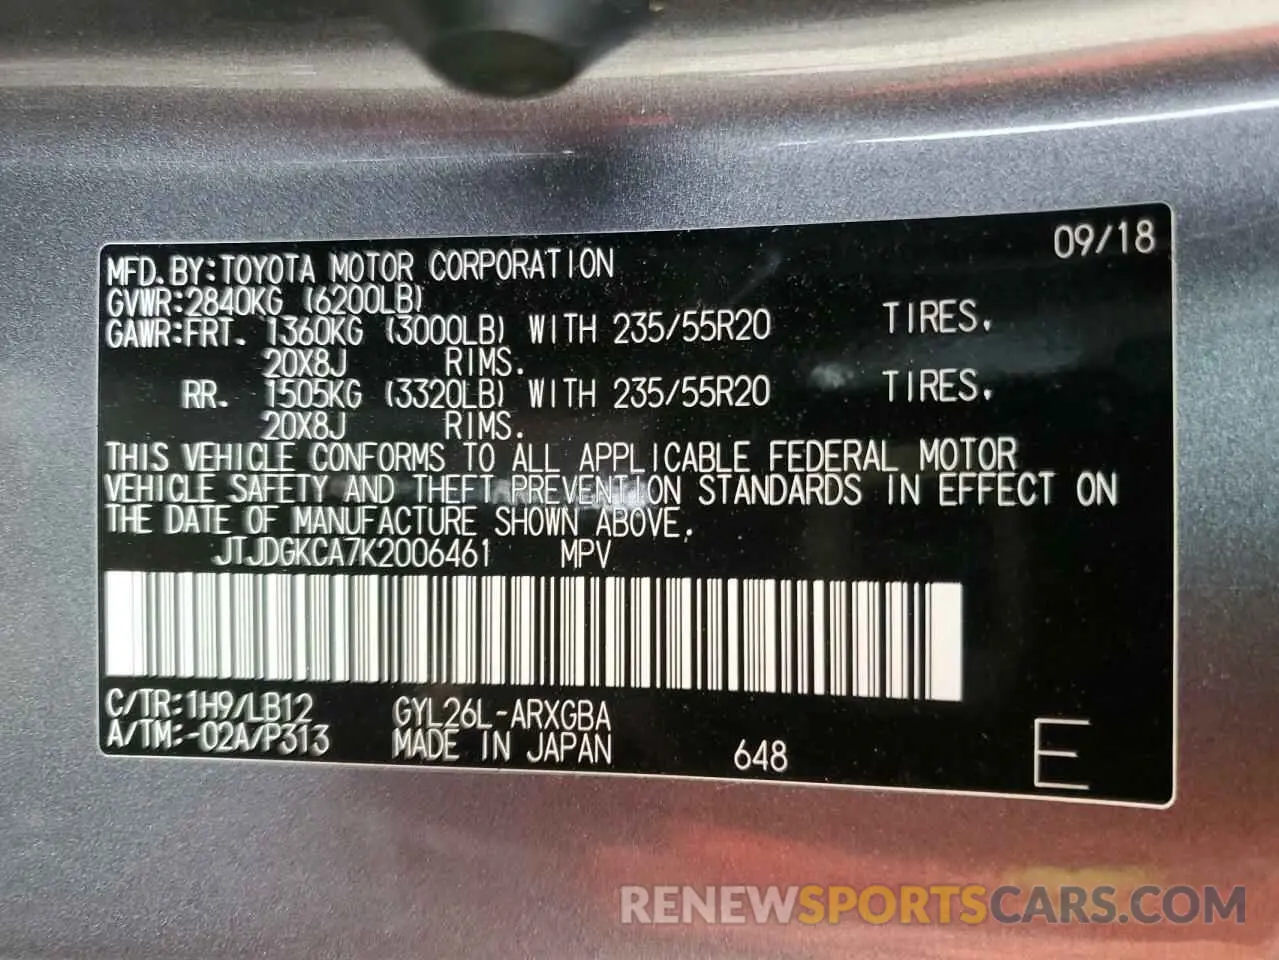 09/18
MFD.BY:TOYOTA MOTOR CORPORATION
GVWR:2840KG (6200LB)
GAWR:FRT. 1360KG (3000LB) WITH 235/55R20 TIRES.
20X8J RIMS.
RR. 1505KG (3320LB) WITH 235/55R20 TIRES.
20X8J RIMS.
THIS VEHICLE CONFORMS TO ALL APPLICABLE FEDERAL MOTOR
VEHICLE SAFETY AND THEFT PREVENTION STANDARDS IN EFFECT ON
THE DATE OF MANUFACTURE SHOWN ABOVE.
JTJDGKCA7K2006461 MPV
C/TR:1H9/LB12 GYL26L-ARXGBA
A/TM:-02A/P313 MADE IN JAPAN 648 E
RENEWSPORTSCARS.COM